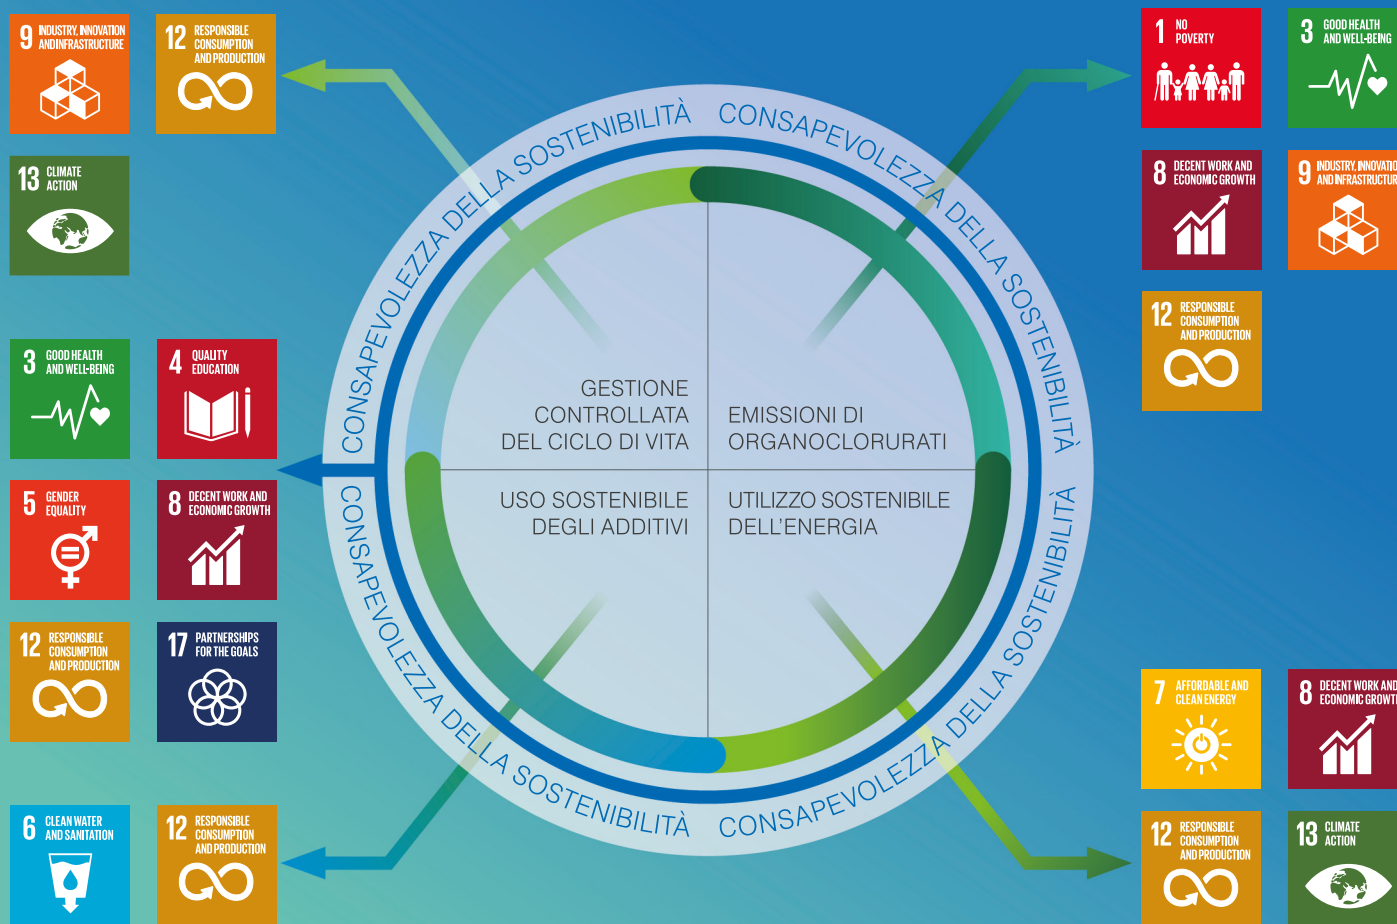 9 INDUSTRY, INNOVATION
AND INFRASTRUCTURE
12 RESPONSIBLE
CONSUMPTION
AND PRODUCTION
13 CLIMATE
ACTION
1 NO
POVERTY
3 GOOD HEALTH
AND WELL-BEING
8 DECENT WORK AND
ECONOMIC GROWTH
9 INDUSTRY, INNOVATIO
AND INFRASTRUCTUR
12 RESPONSIBLE
CONSUMPTION
AND PRODUCTION
CONSAPEVOLEZZA DELLA SOSTENIBILITÀ
CONSAPEVOLEZZA DELLA SOSTENIBILITÀ
GESTIONE
CONTROLLATA
DEL CICLO DI VITA
EMISSIONI DI
ORGANOCLORURATI
USO SOSTENIBILE
DEGLI ADDITIVI
UTILIZZO SOSTENIBILE
DELL'ENERGIA
CONSAPEVOLEZZA DELLA SOSTENIBILITÀ
CONSAPEVOLEZZA DELLA SOSTENIBILITÀ
3 GOOD HEALTH
AND WELL-BEING
4 QUALITY
EDUCATION
5 GENDER
EQUALITY
8 DECENT WORK AND
ECONOMIC GROWTH
12 RESPONSIBLE
CONSUMPTION
AND PRODUCTION
17 PARTNERSHIPS
FOR THE GOALS
6 CLEAN WATER
AND SANITATION
12 RESPONSIBLE
CONSUMPTION
AND PRODUCTION
7 AFFORDABLE AND
CLEAN ENERGY
8 DECENT WORK AND
ECONOMIC GROWTH
12 RESPONSIBLE
CONSUMPTION
AND PRODUCTION
13 CLIMATE
ACTION